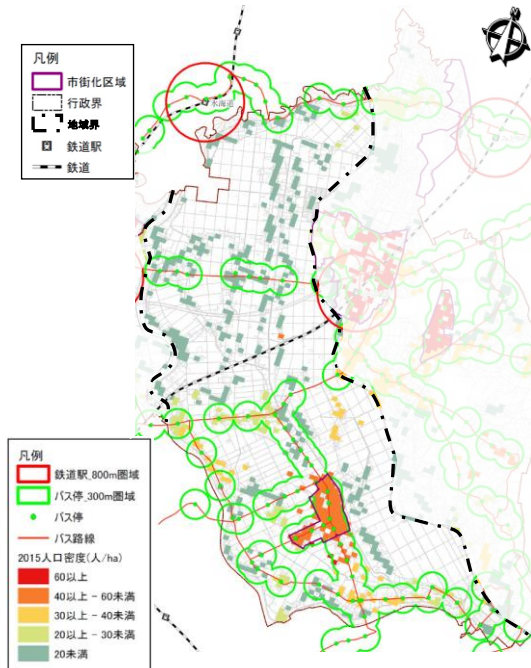 凡例
市街化区域
行政界
地域界
鉄道駅
鉄道
水海道
凡例
鉄道駅_800m圏域
バス停_300m圏域
バス停
バス路線
2015人口密度(人/ha)
60以上
40以上 - 60未満
30以上 - 40未満
20以上 - 30未満
20未満